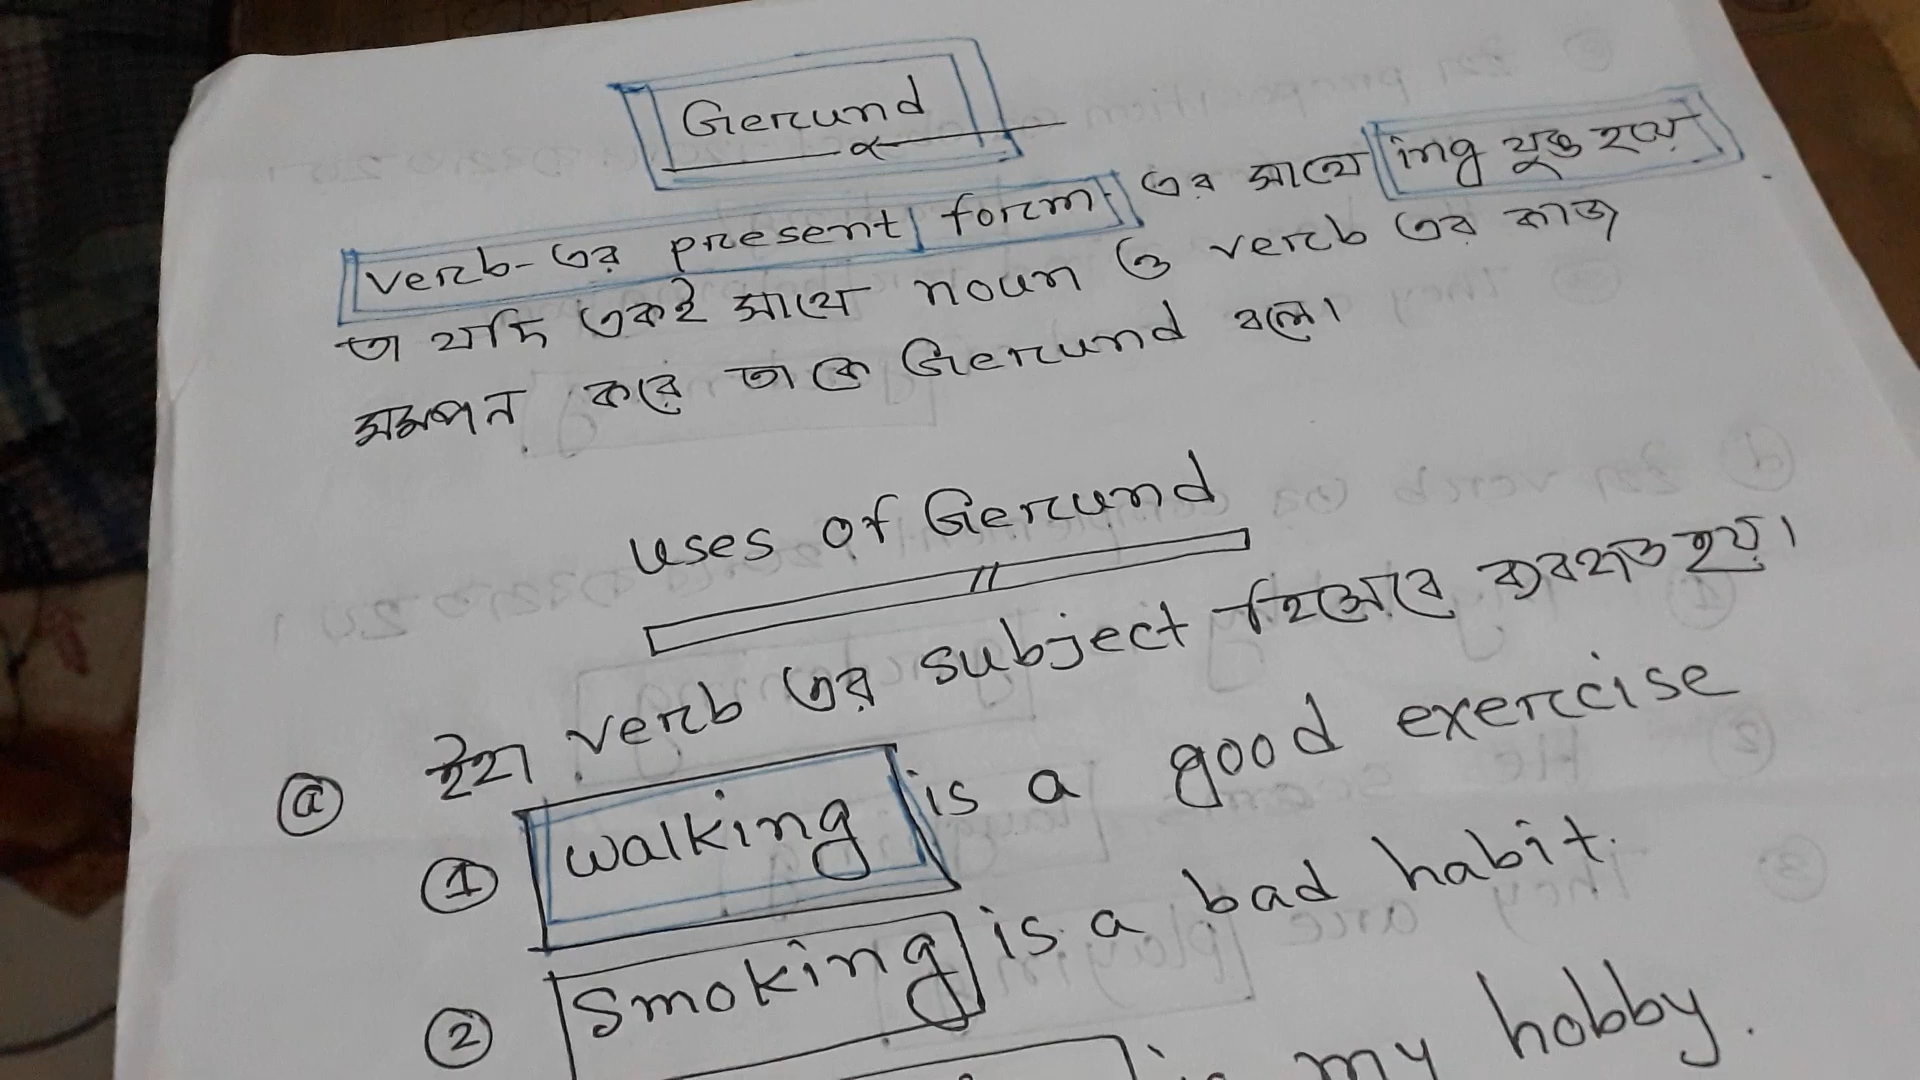 Gerund
verb-এর present form এর সাথে ing যুক্ত হয়ে
তা যদি একই সাথে noun ও verb এর কাজ
সম্পন করে তা কে Gerund বলে।
uses of Gerund
@ ইহা verb এর subject হিসেবে ব্যবহৃত হয়।
① walking is a good exercise
② Smoking is a bad habit.
is my hobby.